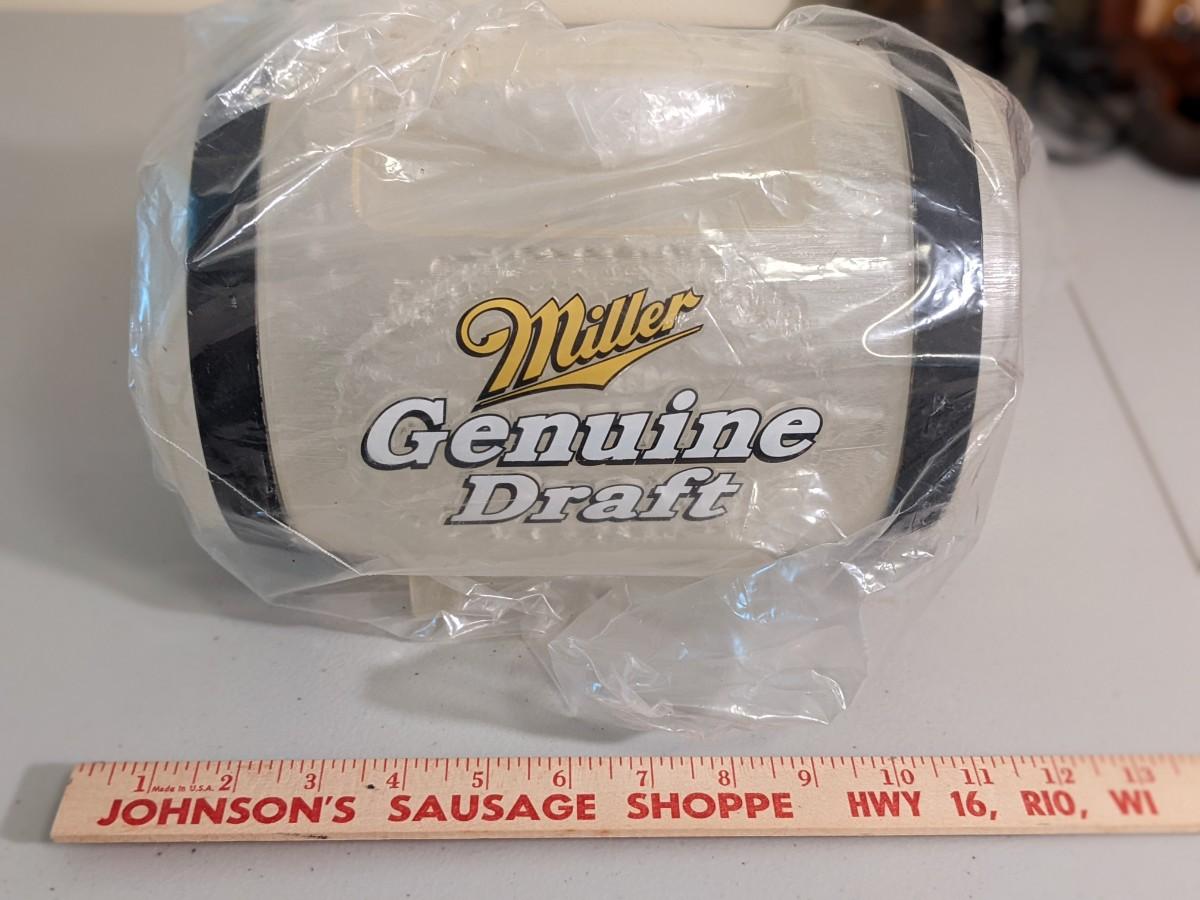 Miller
Genuine
Draft
1 2 3 4 5 6 7 8 9 10 11 12 13
Made in U.S.A.
JOHNSON'S SAUSAGE SHOPPE HWY 16, RIO, WI